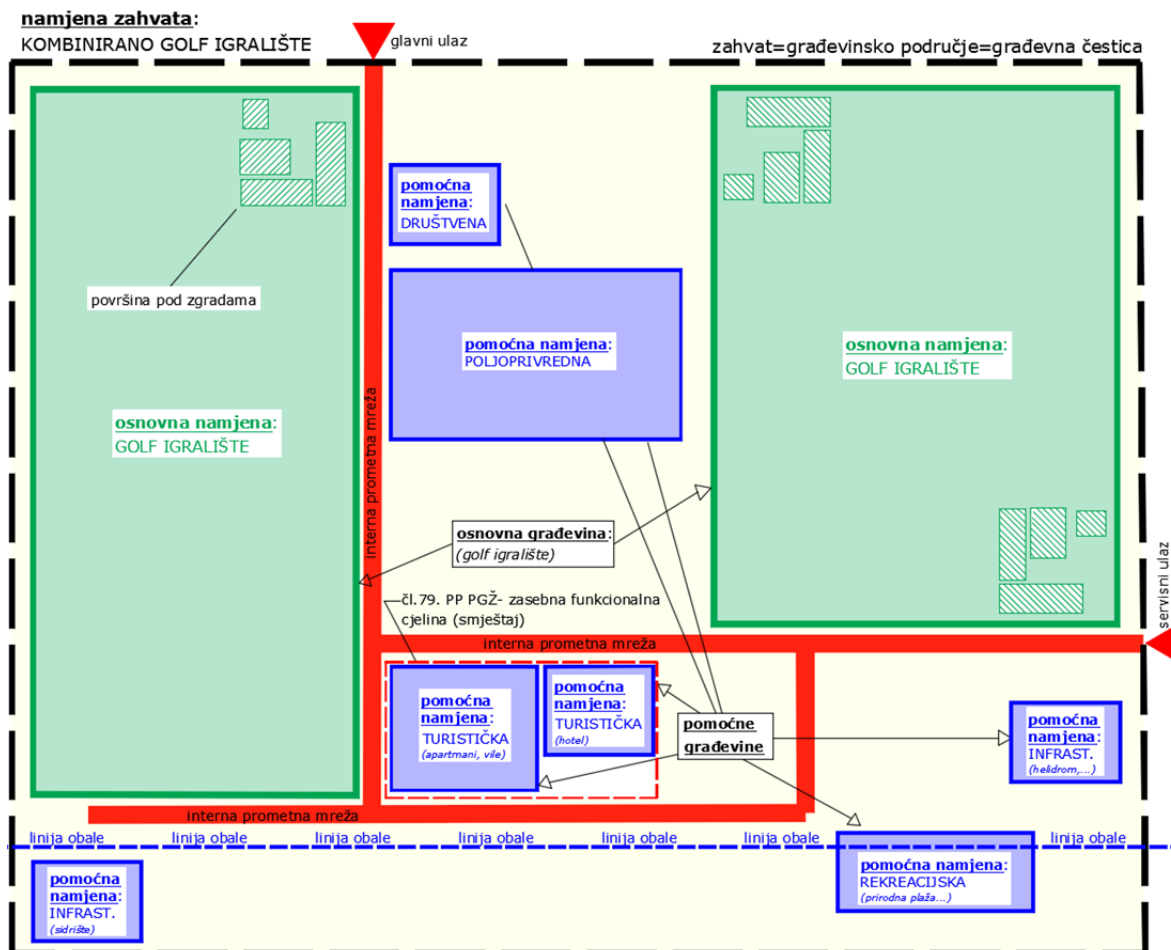 namjena zahvata:
KOMBINIRANO GOLF IGRALIŠTE
glavni ulaz
zahvat=građevinsko područje=građevna čestica
pomoćna
namjena:
DRUŠTVENA
površina pod zgradama
pomoćna namjena:
POLJOPRIVREDNA
osnovna namjena:
GOLF IGRALIŠTE
osnovna namjena:
GOLF IGRALIŠTE
interna prometna mreža
osnovna građevina:
(golf igralište)
čl.79. PP PGŽ- zasebna funkcionalna
cjelina (smještaj)
servisni ulaz
interna prometna mreža
pomoćna
namjena:
TURISTIČKA
(apartmani, vile)
pomoćna
namjena:
TURISTIČKA
(hotel)
pomoćne
građevine
pomoćna
namjena:
INFRAST.
(helidrom,...)
interna prometna mreža
linija obale linija obale linija obale linija obale linija obale linija obale linija obale
pomoćna
namjena:
INFRAST.
(sidrište)
pomoćna namjena:
REKREACIJSKA
(prirodna plaža...)